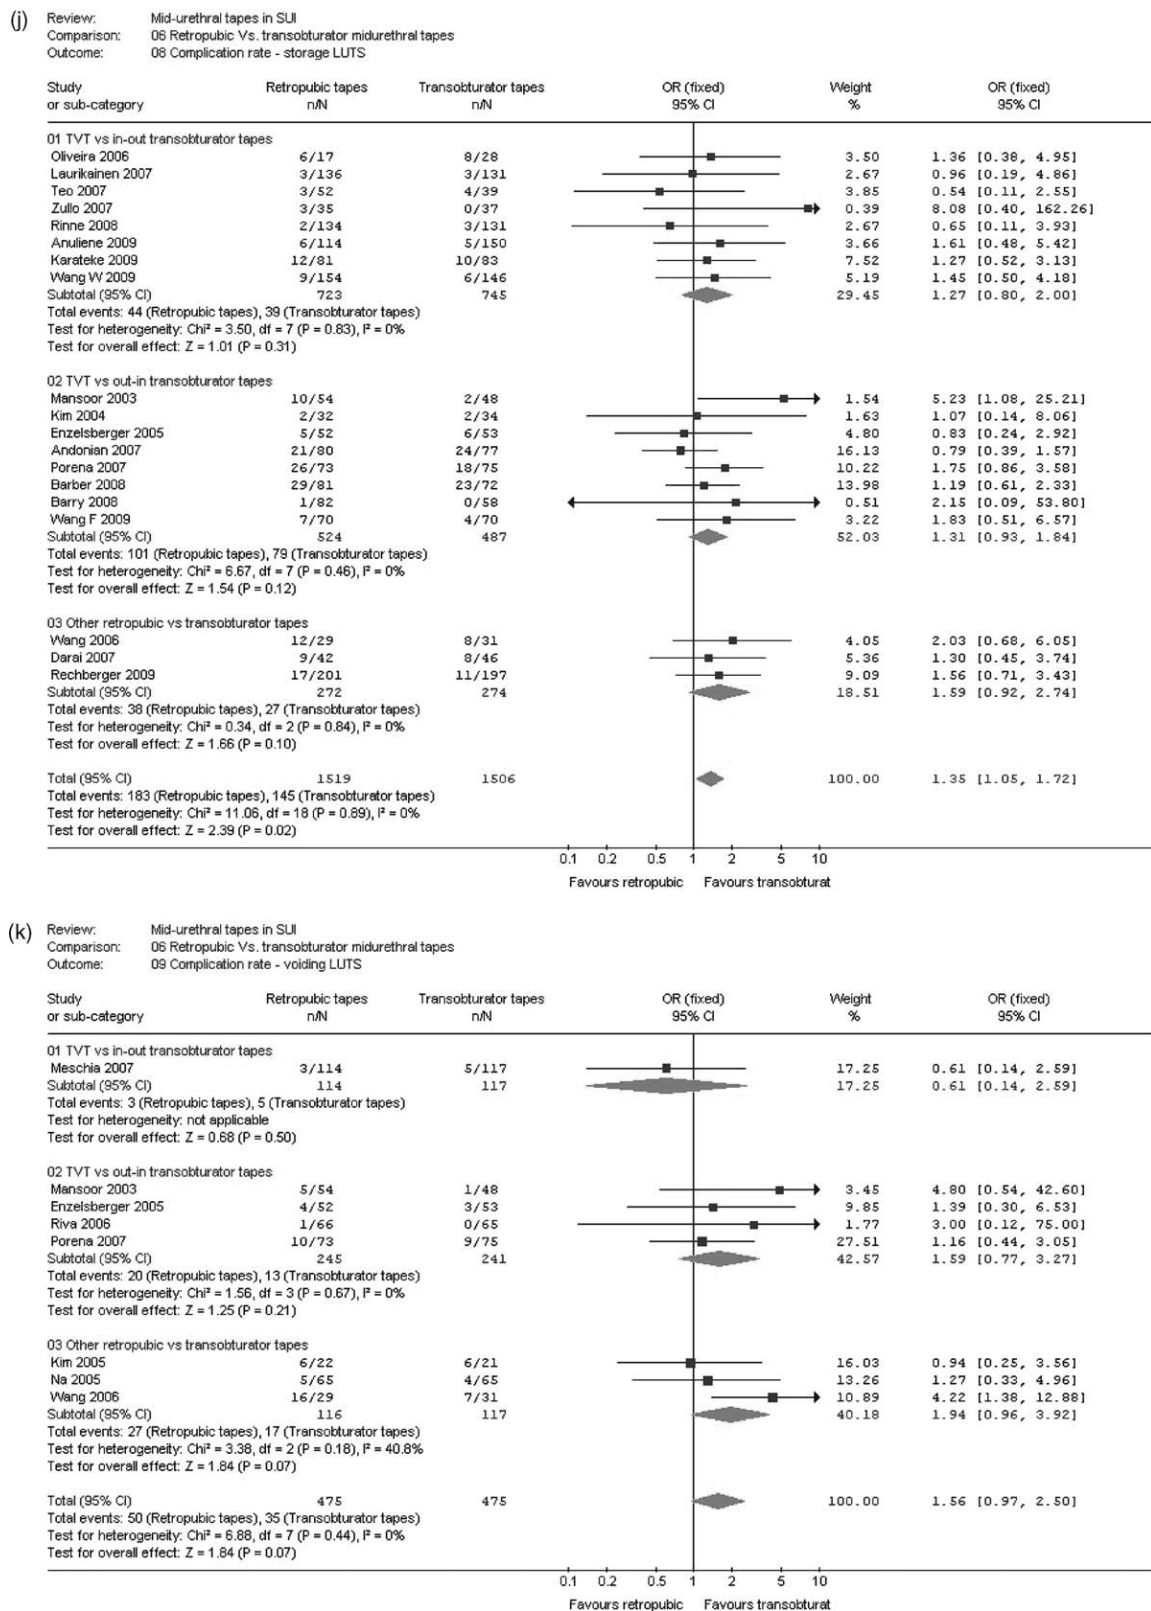 (j) Review: Mid-urethral tapes in SUI
Comparison: 06 Retropubic Vs. transobturator midurethral tapes
Outcome: 08 Complication rate - storage LUTS
Study Retropubic tapes Transobturator tapes OR (fixed) Weight OR (fixed)
or sub-category n/N n/N 95% CI % 95% CI
01 TVT vs in-out transobturator tapes
Oliveira 2006 6/17 8/28 3.50 1.36 [0.38, 4.95]
Laurikainen 2007 3/136 3/131 2.67 0.96 [0.19, 4.86]
Teo 2007 3/52 4/39 3.85 0.54 [0.11, 2.55]
Zullo 2007 3/35 0/37 0.39 8.08 [0.40, 162.26]
Rinne 2008 2/134 3/131 2.67 0.65 [0.11, 3.93]
Anuliene 2009 6/114 5/150 3.66 1.61 [0.48, 5.42]
Karateke 2009 12/81 10/83 7.52 1.27 [0.52, 3.13]
Wang W 2009 9/154 6/146 5.19 1.45 [0.50, 4.18]
Subtotal (95% CI) 723 745 29.45 1.27 [0.80, 2.00]
Total events: 44 (Retropubic tapes), 39 (Transobturator tapes)
Test for heterogeneity: Chi² = 3.50, df = 7 (P = 0.83), I² = 0%
Test for overall effect: Z = 1.01 (P = 0.31)
02 TVT vs out-in transobturator tapes
Mansoor 2003 10/54 2/48 1.54 5.23 [1.08, 25.21]
Kim 2004 2/32 2/34 1.63 1.07 [0.14, 8.06]
Enzelsberger 2005 5/52 6/53 4.80 0.83 [0.24, 2.92]
Andonian 2007 21/80 24/77 16.13 0.79 [0.39, 1.57]
Porena 2007 26/73 18/75 10.22 1.75 [0.86, 3.58]
Barber 2008 29/81 23/72 13.98 1.19 [0.61, 2.33]
Barry 2008 1/82 0/58 0.51 2.15 [0.09, 53.80]
Wang F 2009 7/70 4/70 3.22 1.83 [0.51, 6.57]
Subtotal (95% CI) 524 487 52.03 1.31 [0.93, 1.84]
Total events: 101 (Retropubic tapes), 79 (Transobturator tapes)
Test for heterogeneity: Chi² = 6.67, df = 7 (P = 0.46), I² = 0%
Test for overall effect: Z = 1.54 (P = 0.12)
03 Other retropubic vs transobturator tapes
Wang 2006 12/29 8/31 4.05 2.03 [0.68, 6.05]
Darai 2007 9/42 8/46 5.36 1.30 [0.45, 3.74]
Rechberger 2009 17/201 11/197 9.09 1.56 [0.71, 3.43]
Subtotal (95% CI) 272 274 18.51 1.59 [0.92, 2.74]
Total events: 38 (Retropubic tapes), 27 (Transobturator tapes)
Test for heterogeneity: Chi² = 0.34, df = 2 (P = 0.84), I² = 0%
Test for overall effect: Z = 1.66 (P = 0.10)
Total (95% CI) 1519 1506 100.00 1.35 [1.05, 1.72]
Total events: 183 (Retropubic tapes), 145 (Transobturator tapes)
Test for heterogeneity: Chi² = 11.06, df = 18 (P = 0.89), I² = 0%
Test for overall effect: Z = 2.39 (P = 0.02)
0.1 0.2 0.5 1 2 5 10
Favours retropubic Favours transobturat
(k) Review: Mid-urethral tapes in SUI
Comparison: 06 Retropubic Vs. transobturator midurethral tapes
Outcome: 09 Complication rate - voiding LUTS
Study Retropubic tapes Transobturator tapes OR (fixed) Weight OR (fixed)
or sub-category n/N n/N 95% CI % 95% CI
01 TVT vs in-out transobturator tapes
Meschia 2007 3/114 5/117 17.25 0.61 [0.14, 2.59]
Subtotal (95% CI) 114 117 17.25 0.61 [0.14, 2.59]
Total events: 3 (Retropubic tapes), 5 (Transobturator tapes)
Test for heterogeneity: not applicable
Test for overall effect: Z = 0.68 (P = 0.50)
02 TVT vs out-in transobturator tapes
Mansoor 2003 5/54 1/48 3.45 4.80 [0.54, 42.60]
Enzelsberger 2005 4/52 3/53 9.85 1.39 [0.30, 6.53]
Riva 2006 1/66 0/65 1.77 3.00 [0.12, 75.00]
Porena 2007 10/73 9/75 27.51 1.16 [0.44, 3.05]
Subtotal (95% CI) 245 241 42.57 1.59 [0.77, 3.27]
Total events: 20 (Retropubic tapes), 13 (Transobturator tapes)
Test for heterogeneity: Chi² = 1.56, df = 3 (P = 0.67), I² = 0%
Test for overall effect: Z = 1.25 (P = 0.21)
03 Other retropubic vs transobturator tapes
Kim 2005 6/22 6/21 16.03 0.94 [0.25, 3.56]
Na 2005 5/65 4/65 13.26 1.27 [0.33, 4.96]
Wang 2006 16/29 7/31 10.89 4.22 [1.38, 12.88]
Subtotal (95% CI) 116 117 40.18 1.94 [0.96, 3.92]
Total events: 27 (Retropubic tapes), 17 (Transobturator tapes)
Test for heterogeneity: Chi² = 3.38, df = 2 (P = 0.18), I² = 40.8%
Test for overall effect: Z = 1.84 (P = 0.07)
Total (95% CI) 475 475 100.00 1.56 [0.97, 2.50]
Total events: 50 (Retropubic tapes), 35 (Transobturator tapes)
Test for heterogeneity: Chi² = 6.88, df = 7 (P = 0.44), I² = 0%
Test for overall effect: Z = 1.84 (P = 0.07)
0.1 0.2 0.5 1 2 5 10
Favours retropubic Favours transobturat